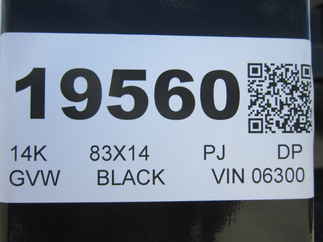 19560
14K 83X14 PJ DP
GVW BLACK VIN 06300